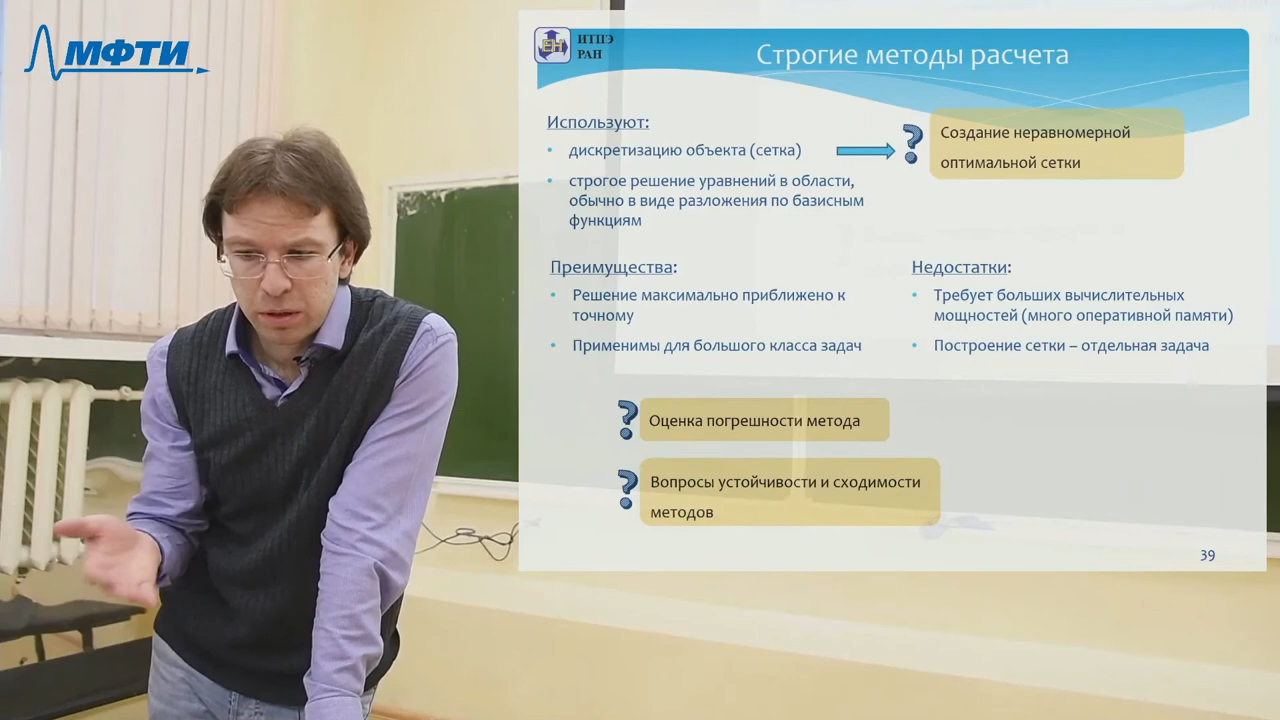 МФТИ
ИТПЭ
РАН
Строгие методы расчета
Используют:
• дискретизацию объекта (сетка)
• строгое решение уравнений в области,
обычно в виде разложения по базисным
функциям
? Создание неравномерной
оптимальной сетки
Преимущества:
• Решение максимально приближено к
точному
• Применимы для большого класса задач
Недостатки:
• Требует больших вычислительных
мощностей (много оперативной памяти)
• Построение сетки – отдельная задача
? Оценка погрешности метода
? Вопросы устойчивости и сходимости
методов
39